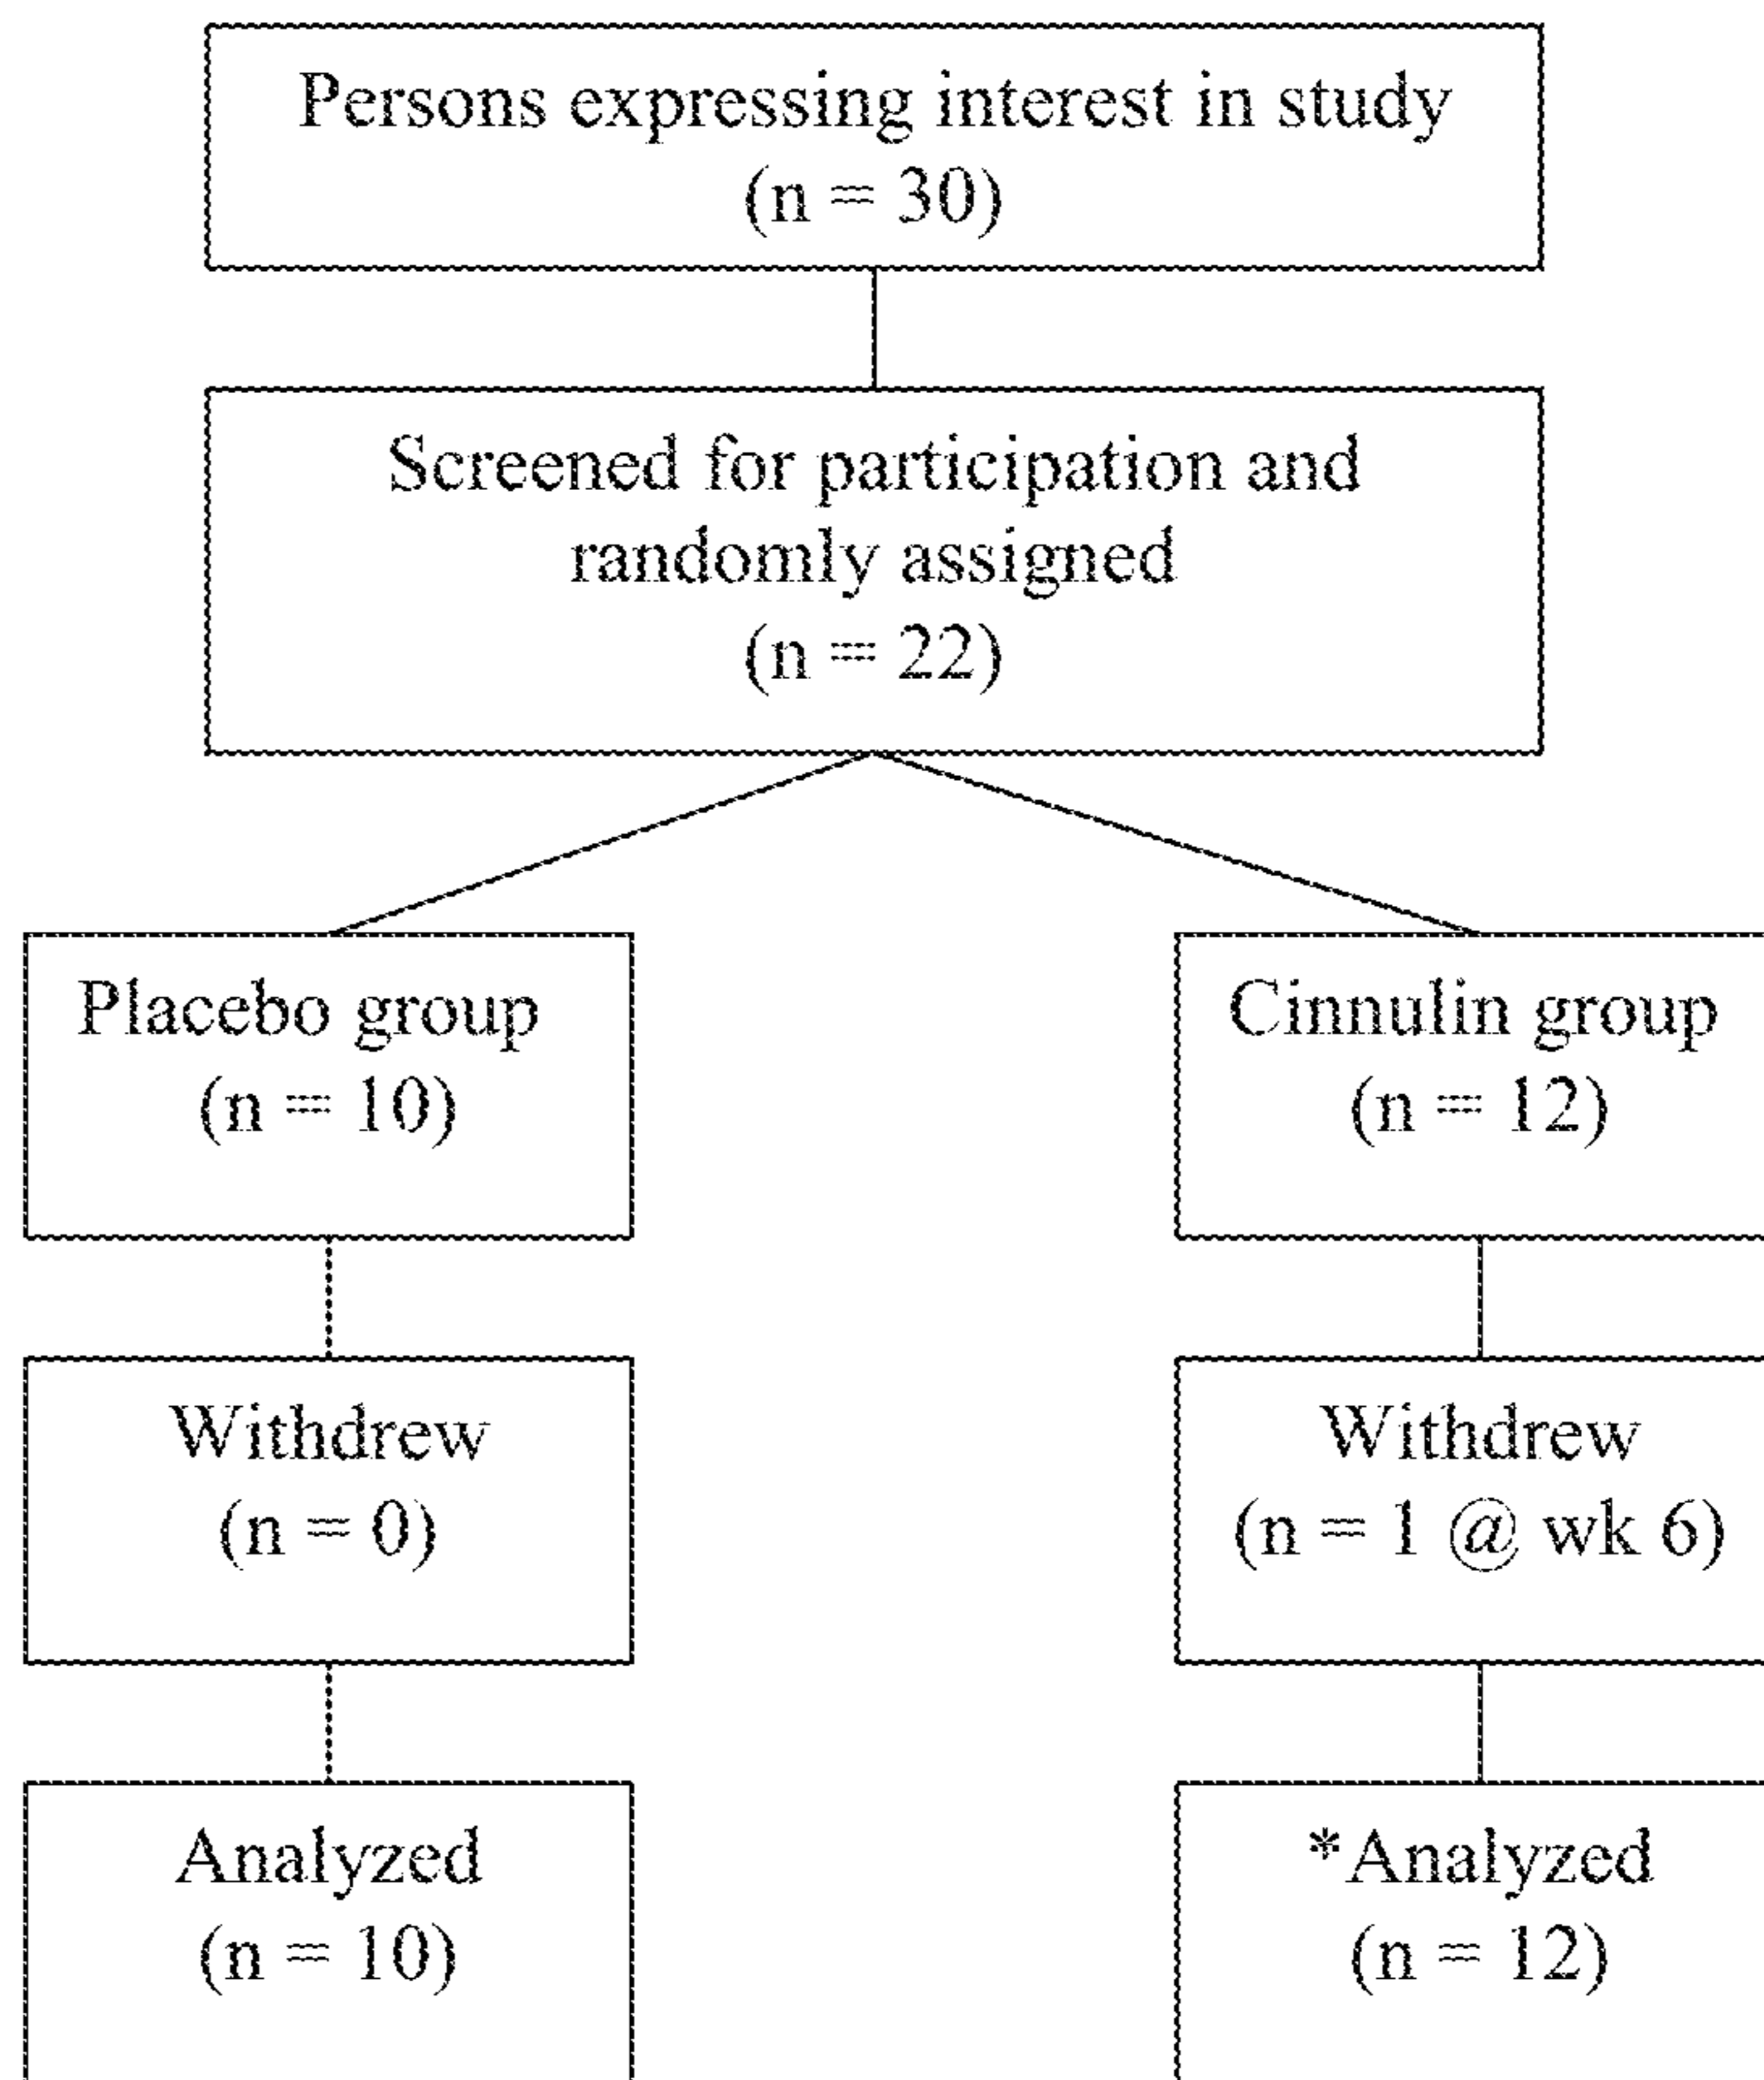 Persons expressing interest in study
(n = 30)
Screened for participation and
randomly assigned
(n = 22)
Placebo group
(n = 10)
Cinnulin group
(n = 12)
Withdrew
(n = 0)
Withdrew
(n = 1 @ wk 6)
Analyzed
(n = 10)
*Analyzed
(n = 12)